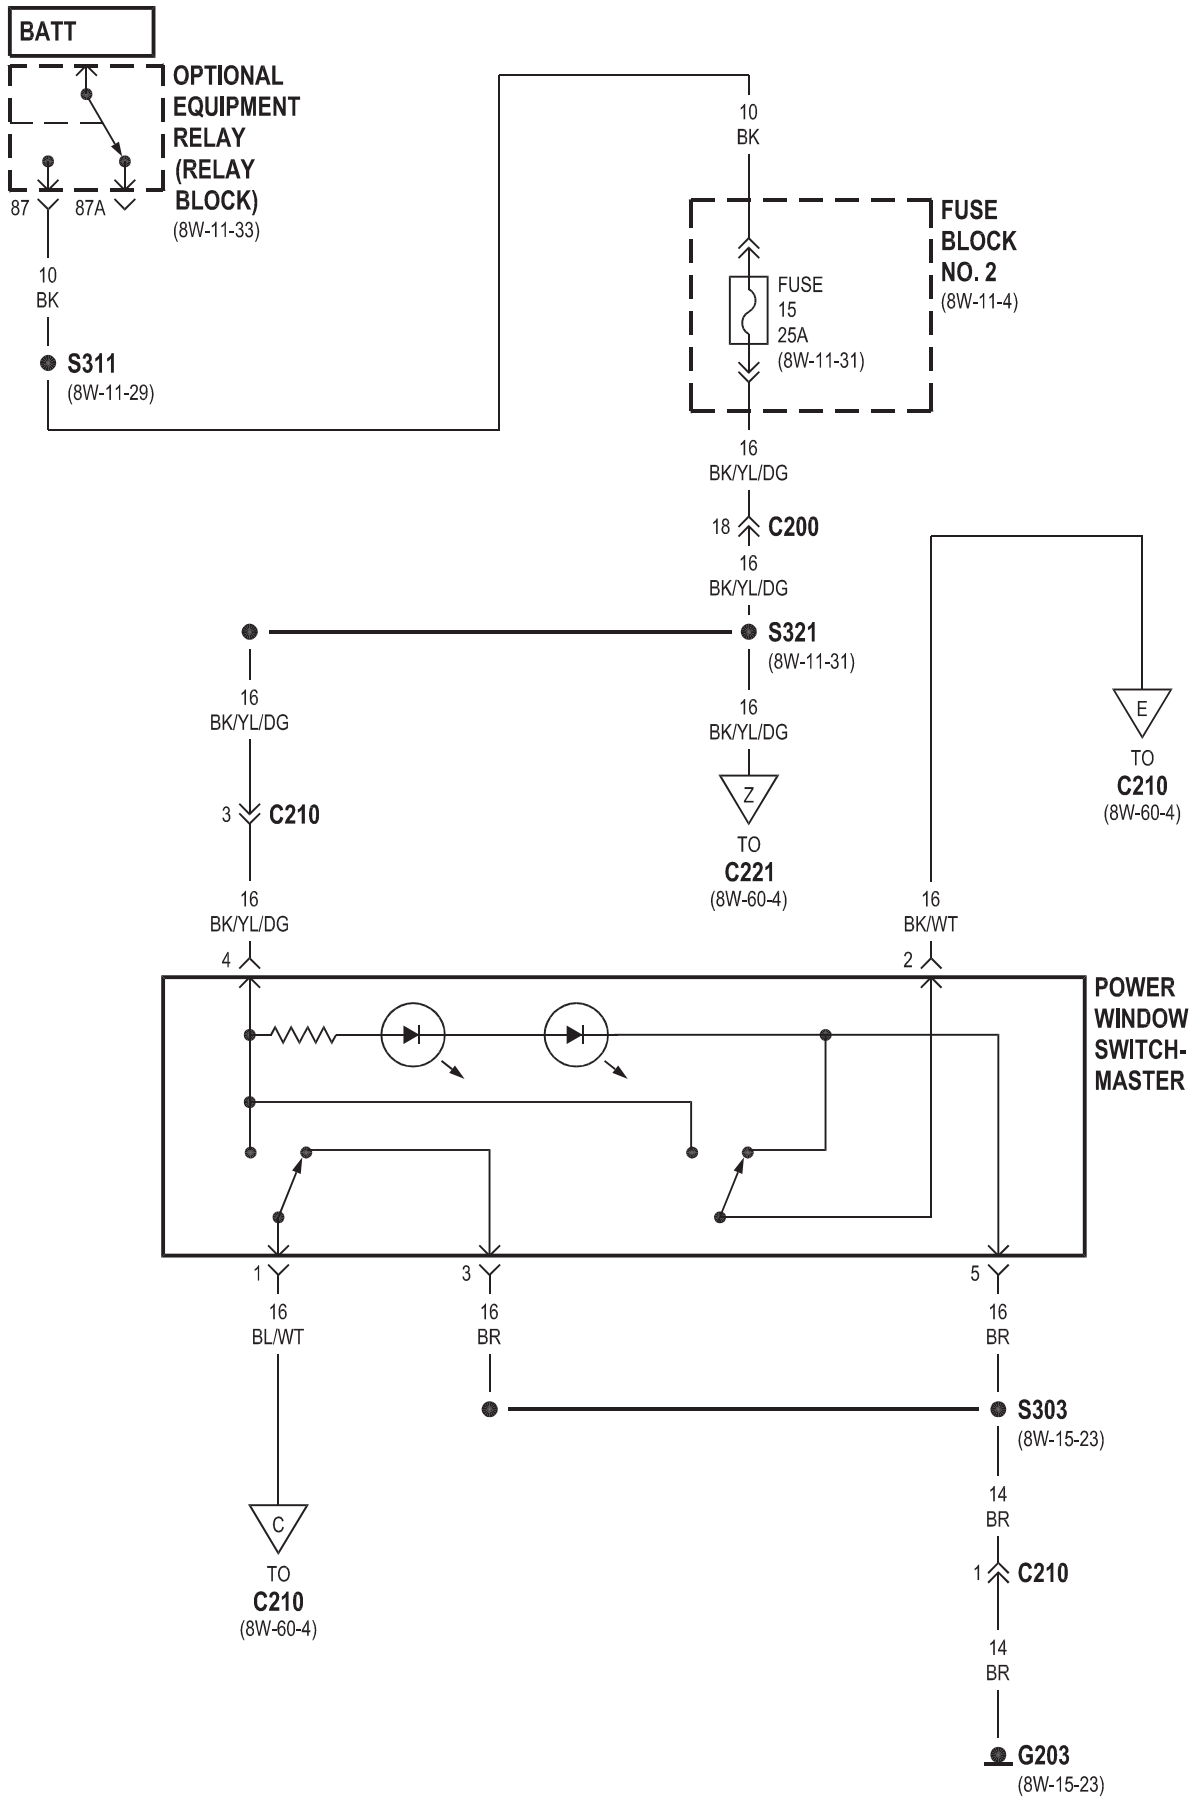 BATT
OPTIONAL
EQUIPMENT
RELAY
(RELAY
BLOCK)
(8W-11-33)
87
87A
10
BK
S311
(8W-11-29)
10
BK
FUSE
BLOCK
NO. 2
(8W-11-4)
FUSE
15
25A
(8W-11-31)
16
BK/YL/DG
18
C200
16
BK/YL/DG
S321
(8W-11-31)
16
BK/YL/DG
16
BK/YL/DG
Z
TO
C221
(8W-60-4)
E
TO
C210
(8W-60-4)
3
C210
16
BK/YL/DG
4
16
BK/WT
2
POWER
WINDOW
SWITCH-
MASTER
1
3
5
16
BL/WT
16
BR
16
BR
S303
(8W-15-23)
14
BR
C
TO
C210
(8W-60-4)
1
C210
14
BR
G203
(8W-15-23)